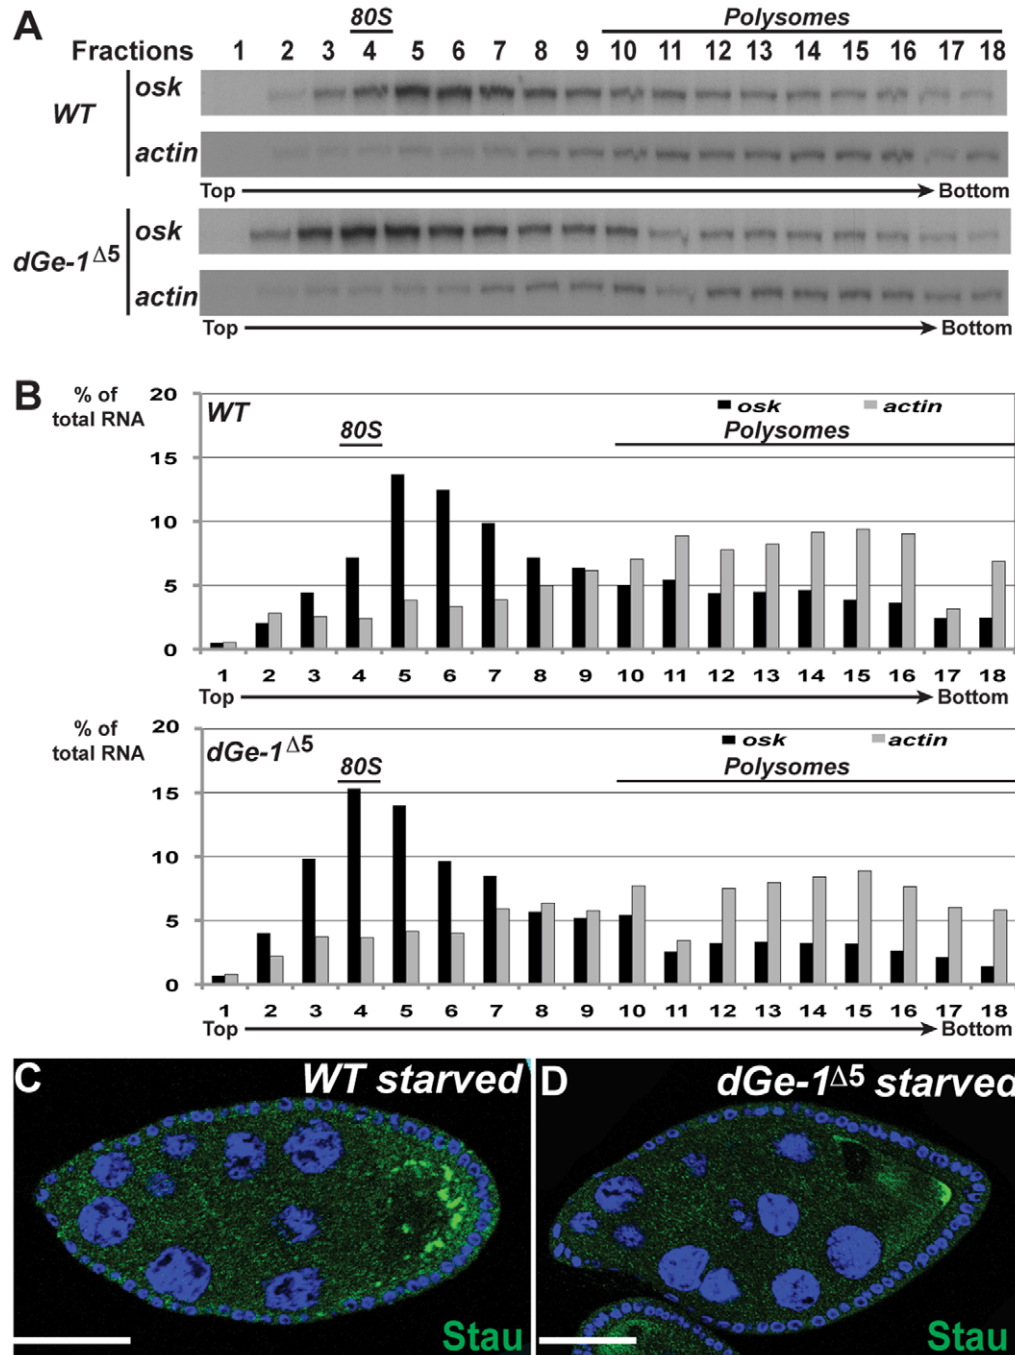 A
80S
Polysomes
Fractions 1 2 3 4 5 6 7 8 9 10 11 12 13 14 15 16 17 18
WT
osk
actin
Top Bottom
dGe-1Δ5
osk
actin
Top Bottom
B
% of
total RNA
20
15
10
5
0
WT
80S
osk actin
Polysomes
1 2 3 4 5 6 7 8 9 10 11 12 13 14 15 16 17 18
Top Bottom
% of
total RNA
20
15
10
5
0
dGe-1Δ5
80S
osk actin
Polysomes
1 2 3 4 5 6 7 8 9 10 11 12 13 14 15 16 17 18
Top Bottom
C
WT starved
Stau
D
dGe-1Δ5 starved
Stau